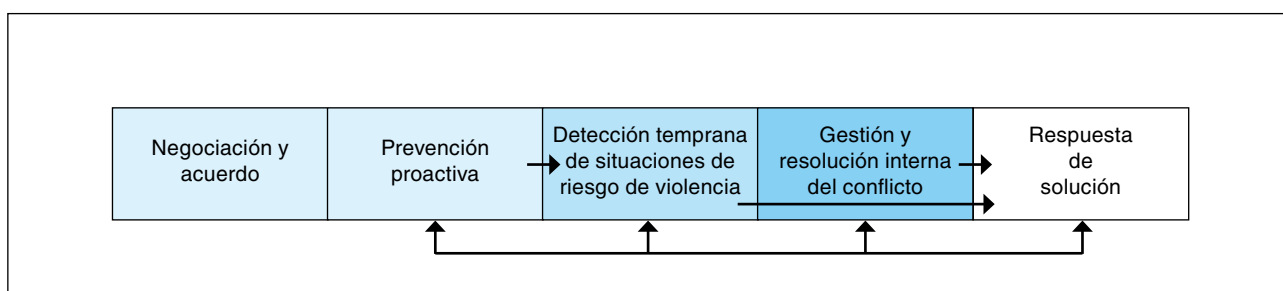 Negociación y
acuerdo
Prevención
proactiva
Detección temprana
de situaciones de
riesgo de violencia
Gestión y
resolución interna
del conflicto
Respuesta
de
solución